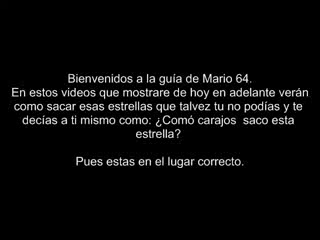 Bienvenidos a la guía de Mario 64.
En estos videos que mostrare de hoy en adelante verán
como sacar esas estrellas que talvez tu no podías y te
decías a ti mismo como: ¿Comó carajos  saco esta
estrella?
Pues estas en el lugar correcto.